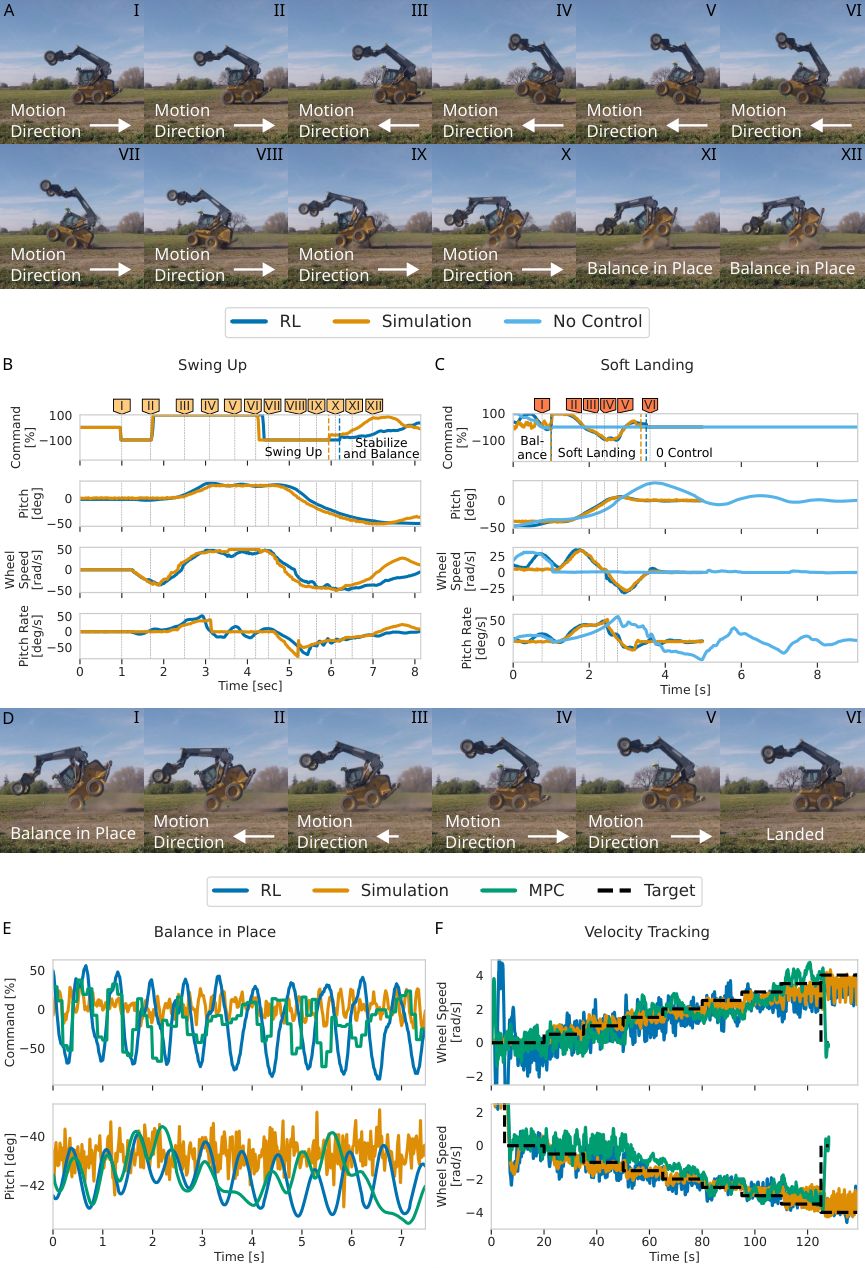 A
I
II
III
IV
V
VI
Motion
Direction
Motion
Direction
Motion
Direction
Motion
Direction
Motion
Direction
Motion
Direction
VII
VIII
IX
X
XI
XII
Motion
Direction
Motion
Direction
Motion
Direction
Motion
Direction
Balance in Place
Balance in Place
RL
Simulation
No Control
B
Swing Up
I
II
III
IV
V
VI
VII
VIII
IX
X
XI
XII
Command
[%]
100
−100
Swing Up
Stabilize
and Balance
Pitch
[deg]
0
−50
Wheel
Speed
[rad/s]
50
0
−50
Pitch Rate
[deg/s]
50
0
−50
0
1
2
3
4
5
6
7
8
Time [sec]
C
Soft Landing
I
II
III
IV
V
VI
Command
[%]
100
−100
Bal-
ance
Soft Landing
0 Control
Pitch
[deg]
0
−50
Wheel
Speed
[rad/s]
25
0
−25
Pitch Rate
[deg/s]
50
0
0
2
4
6
8
Time [s]
D
I
II
III
IV
V
VI
Balance in Place
Motion
Direction
Motion
Direction
Motion
Direction
Motion
Direction
Landed
RL
Simulation
MPC
Target
E
Balance in Place
Command [%]
50
0
−50
Pitch [deg]
−40
−42
0
1
2
3
4
5
6
7
Time [s]
F
Velocity Tracking
Wheel Speed
[rad/s]
4
2
0
−2
Wheel Speed
[rad/s]
2
0
−2
−4
0
20
40
60
80
100
120
Time [s]